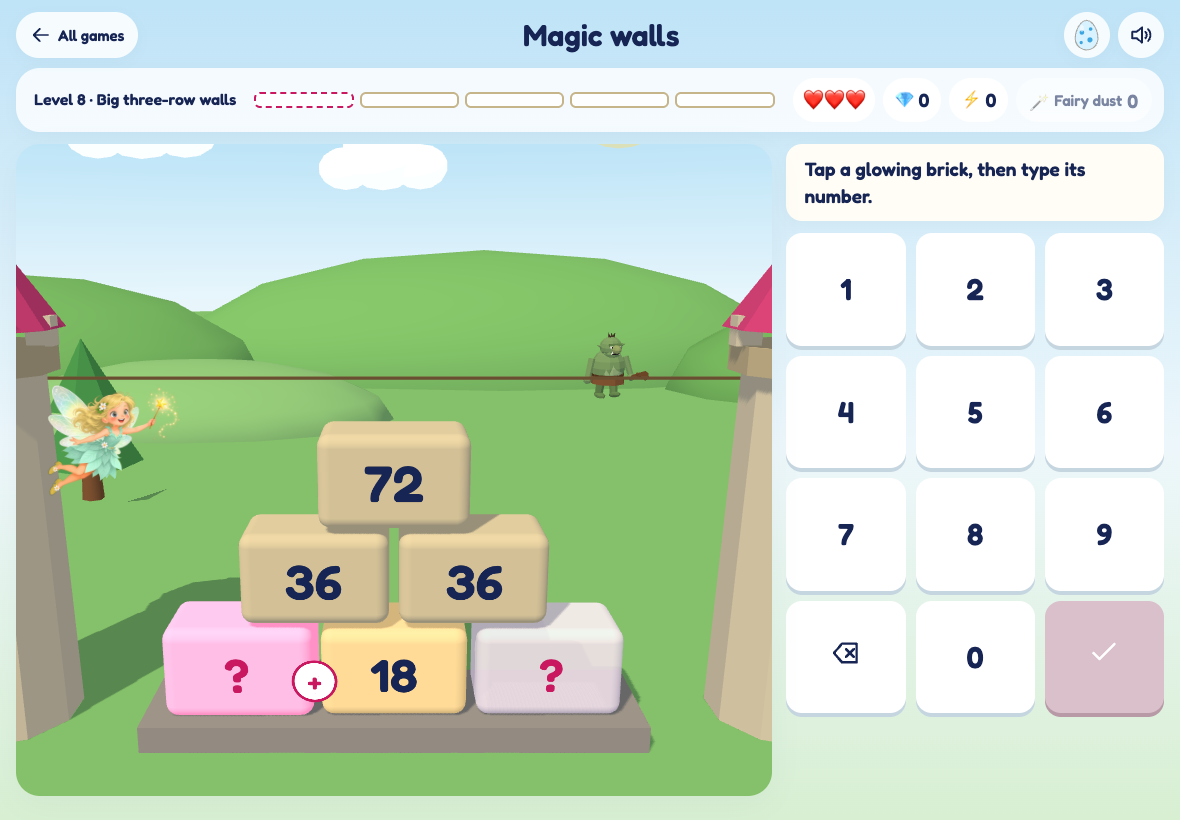 All games
Magic walls
Level 8 · Big three-row walls
0
0
Fairy dust 0
Tap a glowing brick, then type its
number.
72
36 36
? + 18 ?
1 2 3
4 5 6
7 8 9
0